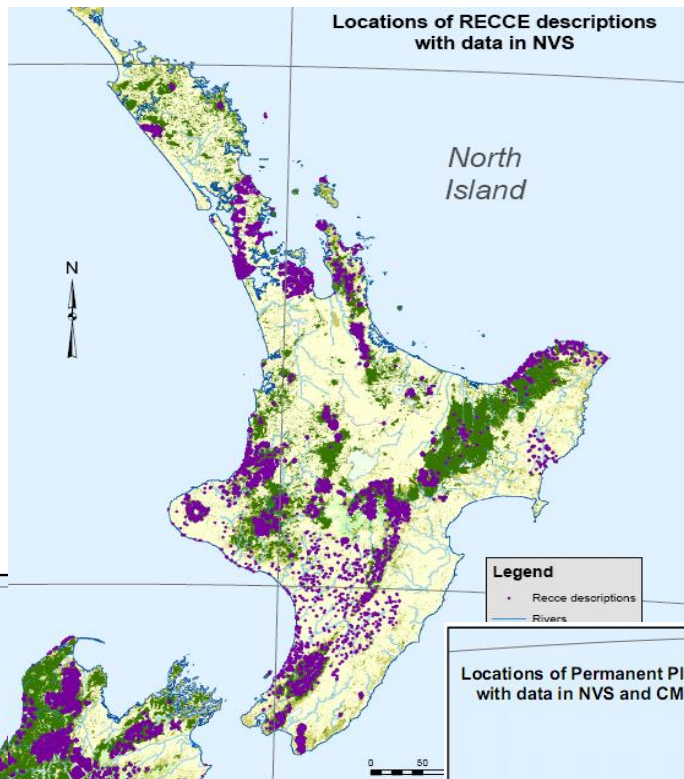 Locations of RECCE descriptions
with data in NVS
North
Island
N
Legend
Recce descriptions
Rivers
Locations of Permanent Pl
with data in NVS and CM
0 50